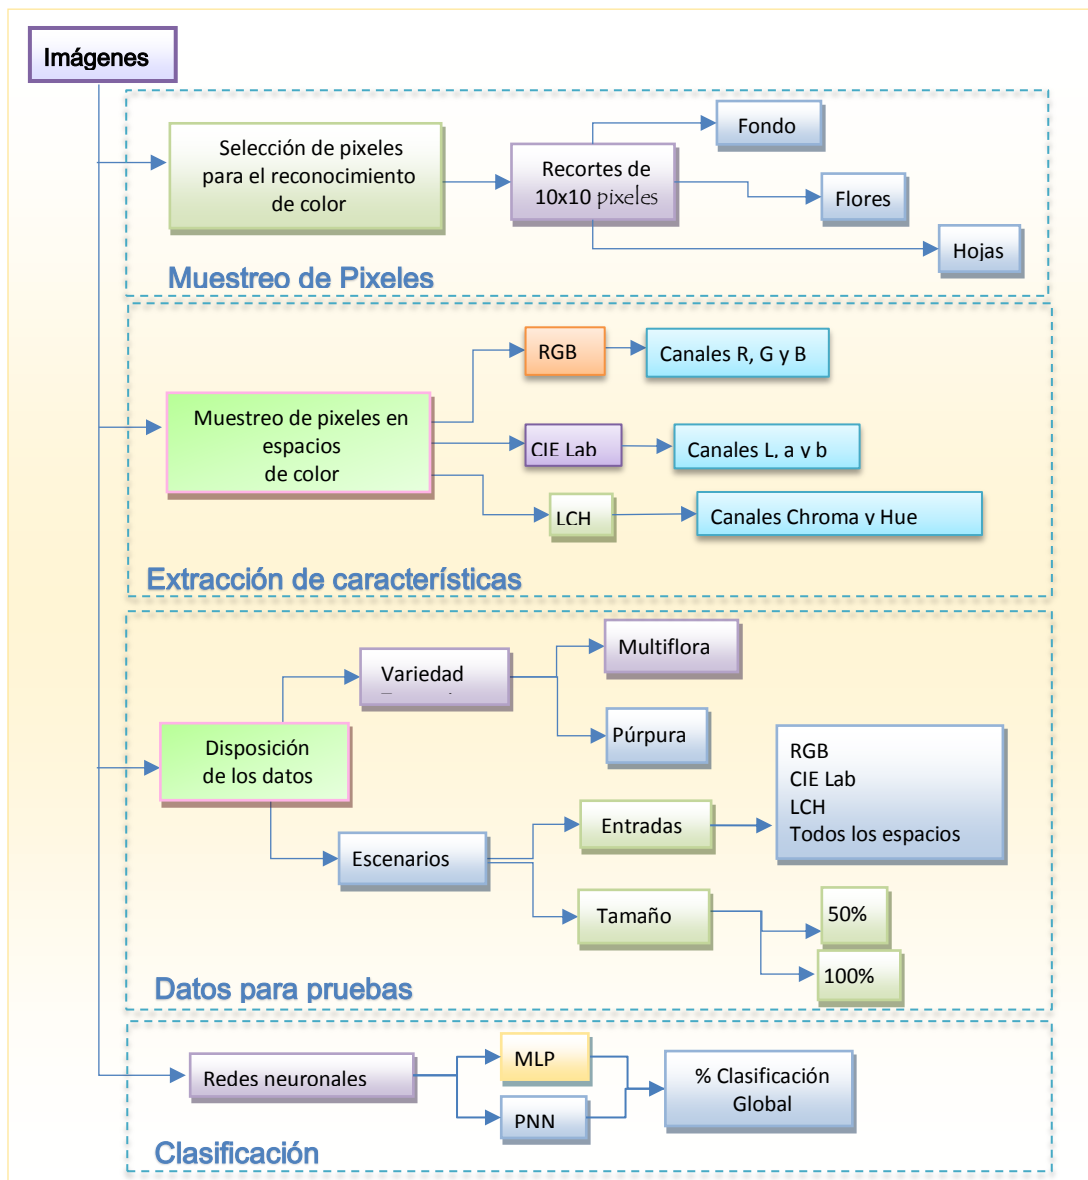 Imágenes
Selección de pixeles
para el reconocimiento
de color
Recortes de
10x10 pixeles
Fondo
Flores
Hojas
Muestreo de Pixeles
Muestreo de pixeles en
espacios
de color
RGB
Canales R, G y B
CIE Lab
Canales L, a y b
LCH
Canales Chroma y Hue
Extracción de características
Disposición
de los datos
Variedad
Multiflora
Púrpura
Escenarios
Entradas
RGB
CIE Lab
LCH
Todos los espacios
Tamaño
50%
100%
Datos para pruebas
Redes neuronales
MLP
PNN
% Clasificación
Global
Clasificación